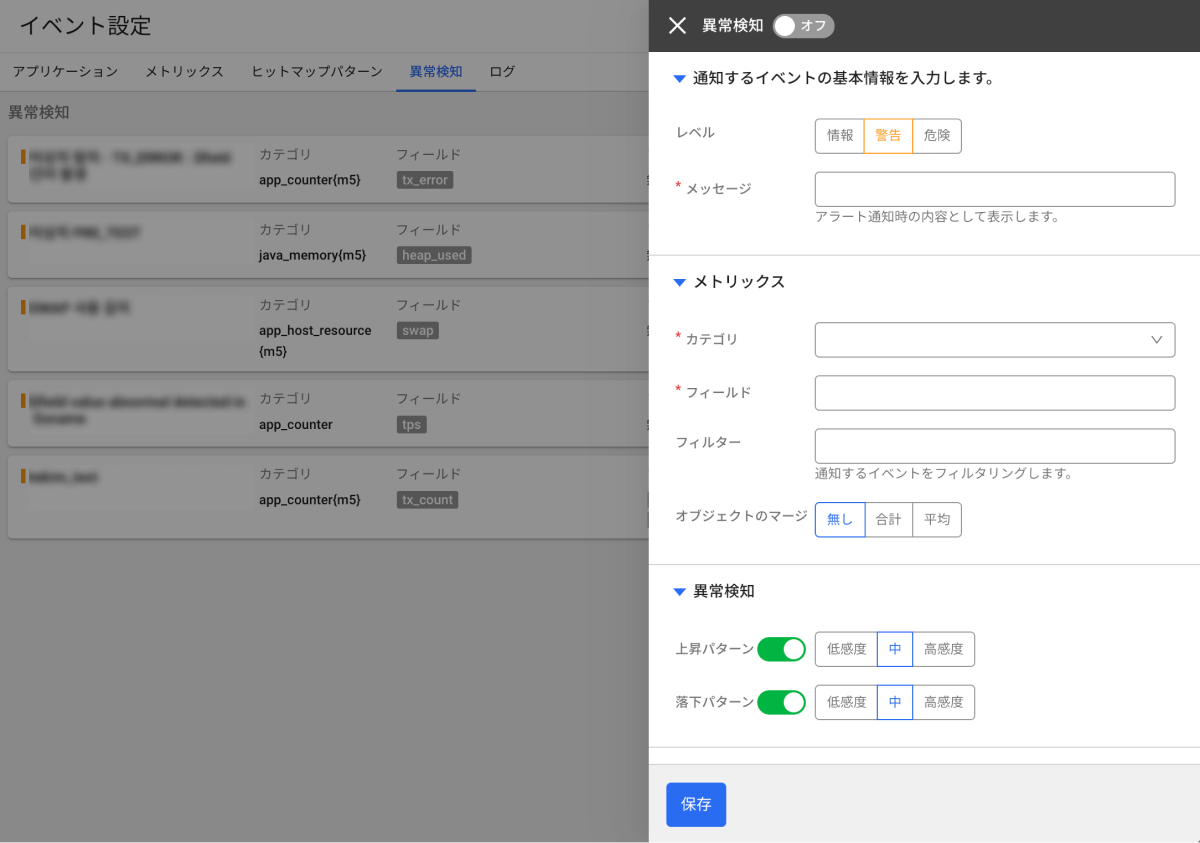 イベント設定
アプリケーション メトリックス ヒットマップパターン 異常検知 ログ
異常検知
カテゴリ フィールド
app_counter{m5} tx_error
カテゴリ フィールド
java_memory{m5} heap_used
カテゴリ フィールド
app_host_resource swap
{m5}
カテゴリ フィールド
app_counter tps
カテゴリ フィールド
app_counter{m5} tx_count
異常検知 オフ
通知するイベントの基本情報を入力します。
レベル 情報 警告 危険
* メッセージ
アラート通知時の内容として表示します。
メトリックス
* カテゴリ
* フィールド
フィルター
通知するイベントをフィルタリングします。
オブジェクトのマージ 無し 合計 平均
異常検知
上昇パターン 低感度 中 高感度
落下パターン 低感度 中 高感度
保存